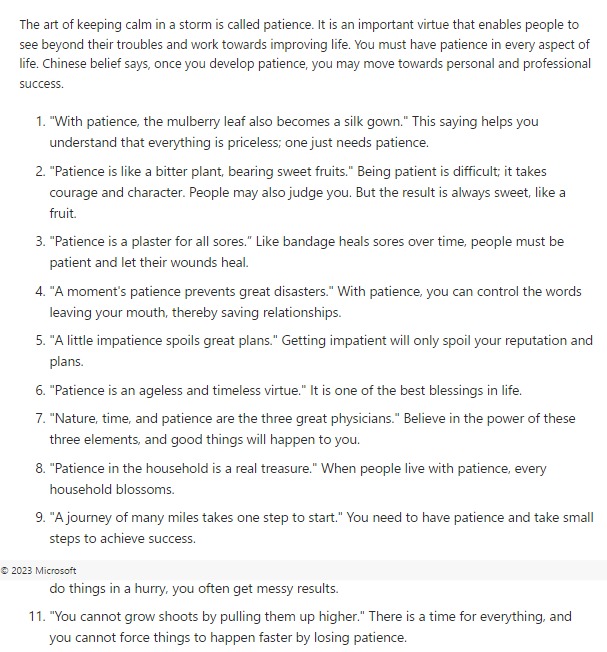 The art of keeping calm in a storm is called patience. It is an important virtue that enables people to
see beyond their troubles and work towards improving life. You must have patience in every aspect of
life. Chinese belief says, once you develop patience, you may move towards personal and professional
success.
1. "With patience, the mulberry leaf also becomes a silk gown." This saying helps you
understand that everything is priceless; one just needs patience.
2. "Patience is like a bitter plant, bearing sweet fruits." Being patient is difficult; it takes
courage and character. People may also judge you. But the result is always sweet, like a
fruit.
3. "Patience is a plaster for all sores." Like bandage heals sores over time, people must be
patient and let their wounds heal.
4. "A moment's patience prevents great disasters." With patience, you can control the words
leaving your mouth, thereby saving relationships.
5. "A little impatience spoils great plans." Getting impatient will only spoil your reputation and
plans.
6. "Patience is an ageless and timeless virtue." It is one of the best blessings in life.
7. "Nature, time, and patience are the three great physicians." Believe in the power of these
three elements, and good things will happen to you.
8. "Patience in the household is a real treasure." When people live with patience, every
household blossoms.
9. "A journey of many miles takes one step to start." You need to have patience and take small
steps to achieve success.
© 2023 Microsoft
do things in a hurry, you often get messy results.
11. "You cannot grow shoots by pulling them up higher." There is a time for everything, and
you cannot force things to happen faster by losing patience.